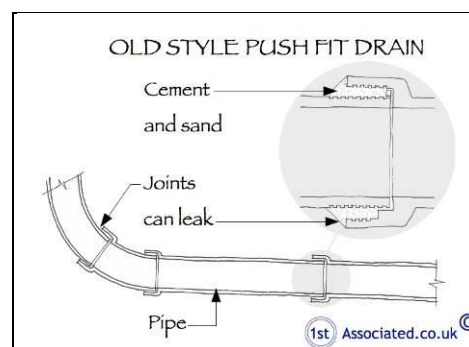 OLD STYLE PUSH FIT DRAIN
Cement
and sand
Joints
can leak
Pipe
1st Associated.co.uk ©